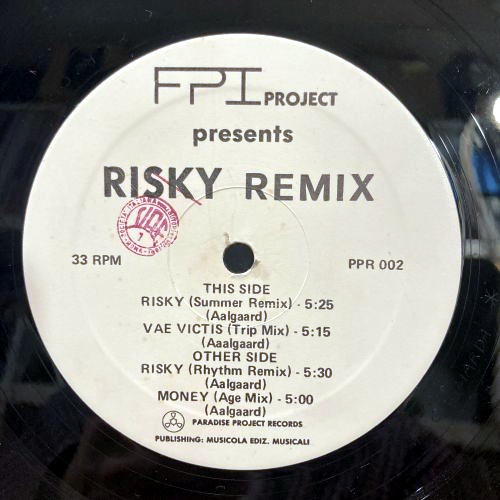 FPI PROJECT
presents
RISKY REMIX
SIAE
33 RPM
PPR 002
THIS SIDE
RISKY (Summer Remix) - 5:25
(Aalgaard)
VAE VICTIS (Trip Mix) - 5:15
(Aaalgaard)
OTHER SIDE
RISKY (Rhythm Remix) - 5:30
(Aalgaard)
MONEY (Age Mix) - 5:00
(Aalgaard)
PARADISE PROJECT RECORDS
PUBLISHING: MUSICOLA EDIZ. MUSICALI